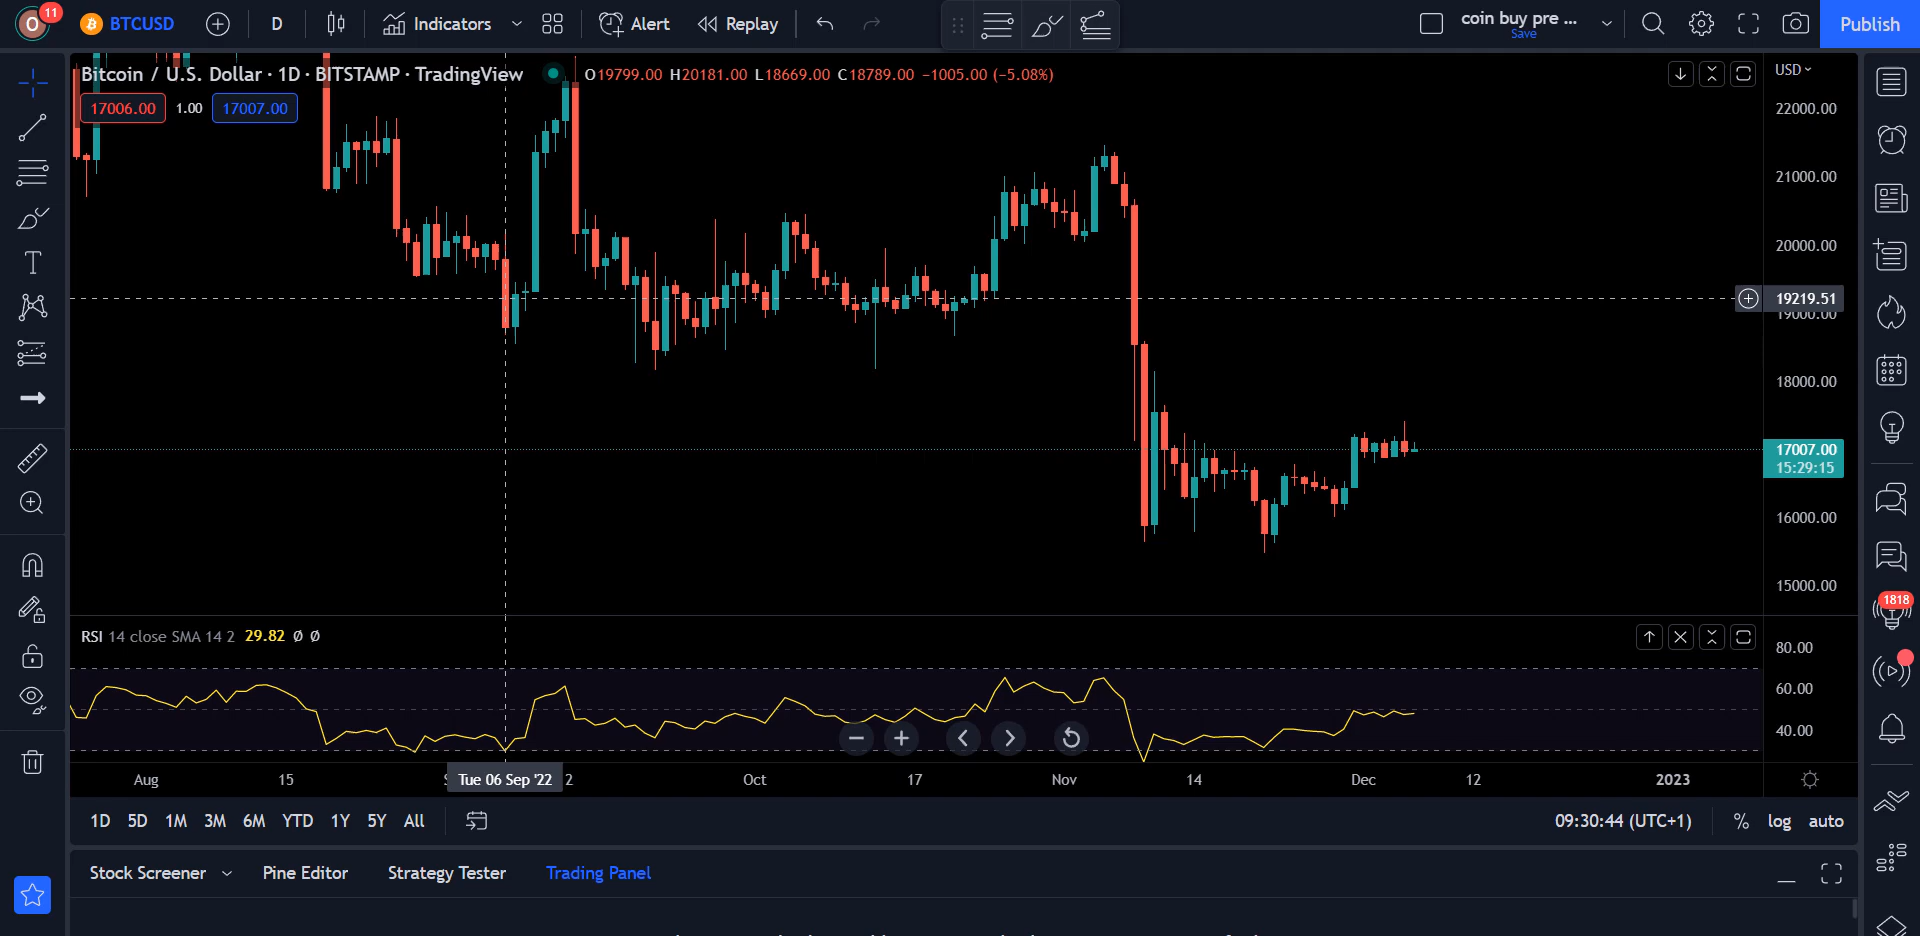 O 11 BTCUSD D Indicators Alert Replay coin buy pre ... Save Publish
Bitcoin / U.S. Dollar · 1D · BITSTAMP · TradingView O19799.00 H20181.00 L18669.00 C18789.00 −1005.00 (−5.08%) USD
17006.00 1.00 17007.00
22000.00
21000.00
20000.00
19219.51
19000.00
18000.00
17007.00
15:29:15
16000.00
15000.00
1818
RSI 14 close SMA 14 2 29.82 Ø Ø
80.00
60.00
40.00
Aug 15 Tue 06 Sep '22 2 Oct 17 Nov 14 Dec 12 2023
1D 5D 1M 3M 6M YTD 1Y 5Y All 09:30:44 (UTC+1) % log auto
Stock Screener Pine Editor Strategy Tester Trading Panel